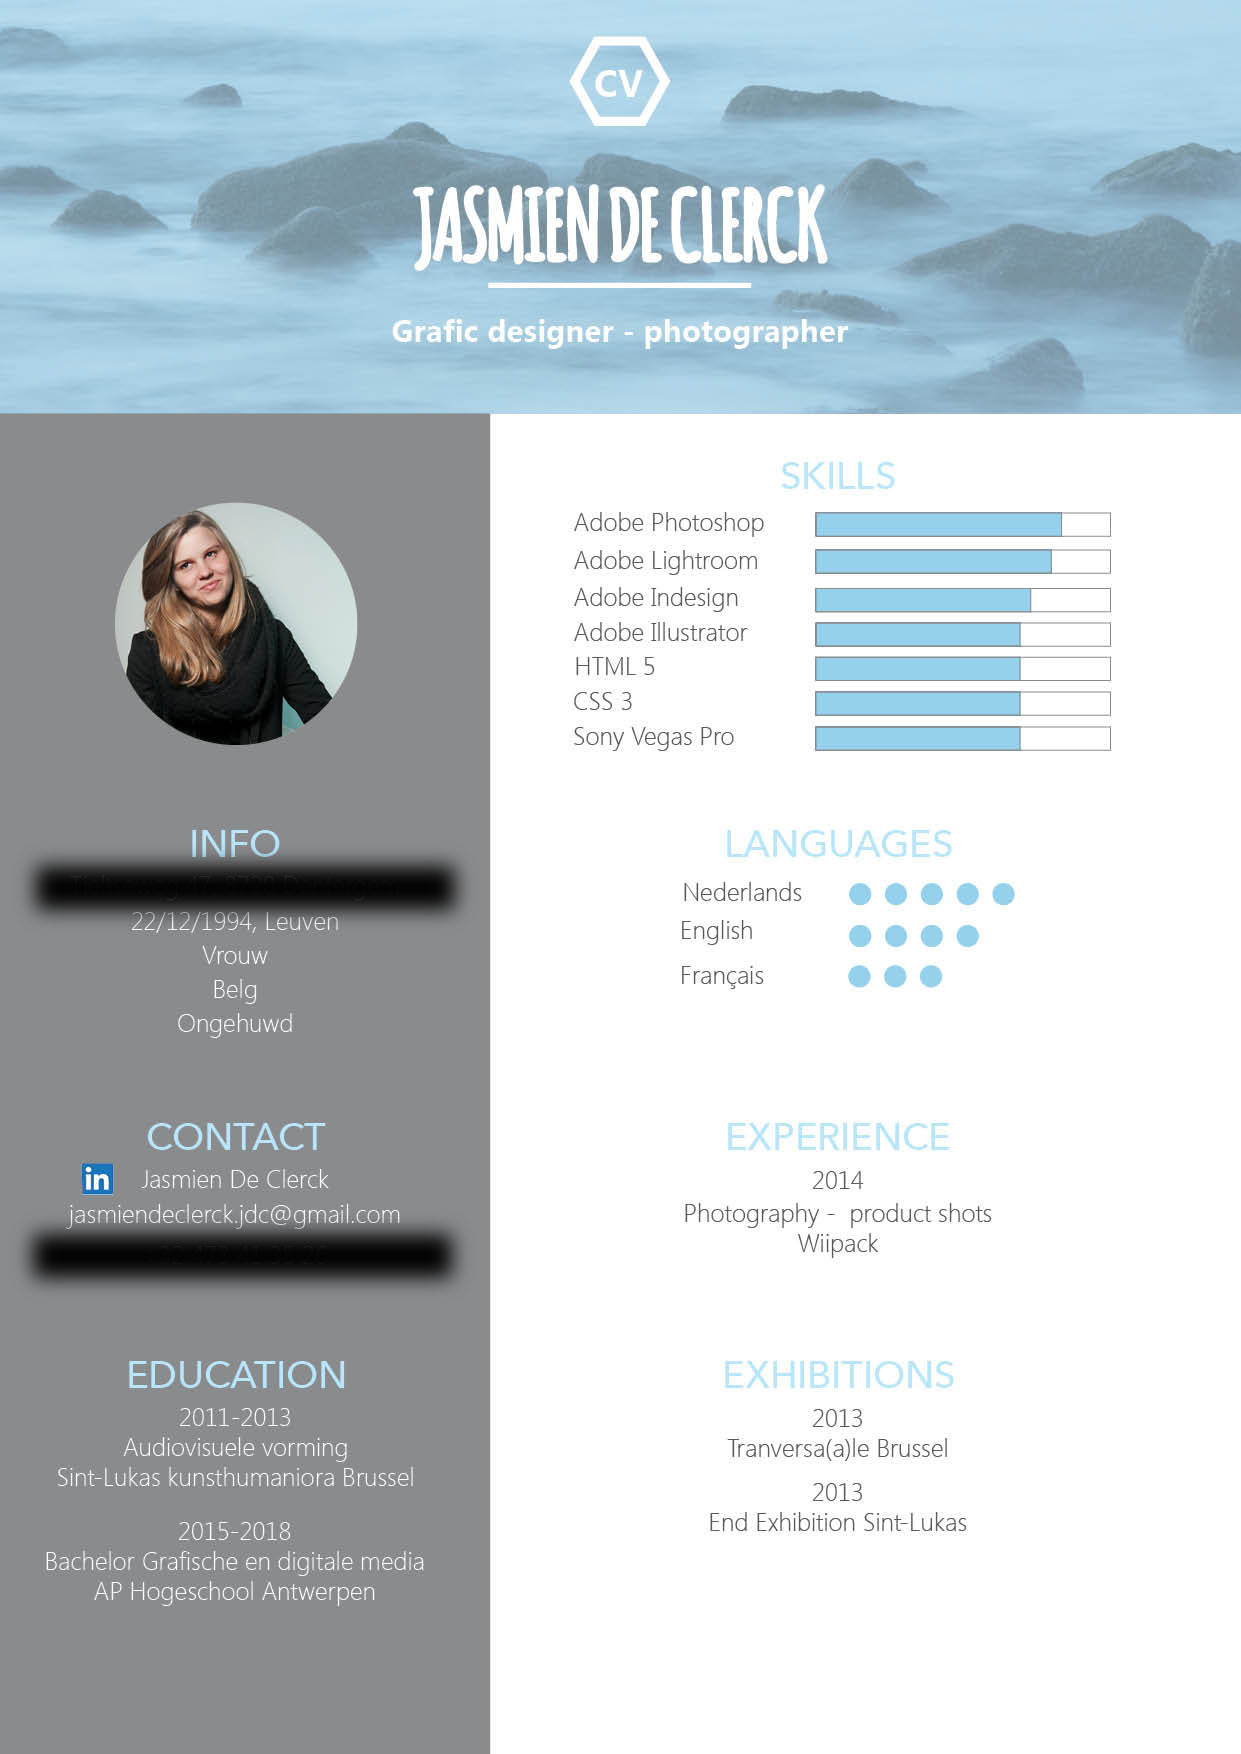 CV
JASMIEN DE CLERCK
Grafic designer - photographer
INFO
22/12/1994, Leuven
Vrouw
Belg
Ongehuwd
CONTACT
in Jasmien De Clerck
jasmiendeclerck.jdc@gmail.com
EDUCATION
2011-2013
Audiovisuele vorming
Sint-Lukas kunsthumaniora Brussel
2015-2018
Bachelor Grafische en digitale media
AP Hogeschool Antwerpen
SKILLS
Adobe Photoshop
Adobe Lightroom
Adobe Indesign
Adobe Illustrator
HTML 5
CSS 3
Sony Vegas Pro
LANGUAGES
Nederlands
English
Français
EXPERIENCE
2014
Photography - product shots
Wiipack
EXHIBITIONS
2013
Tranversa(a)le Brussel
2013
End Exhibition Sint-Lukas